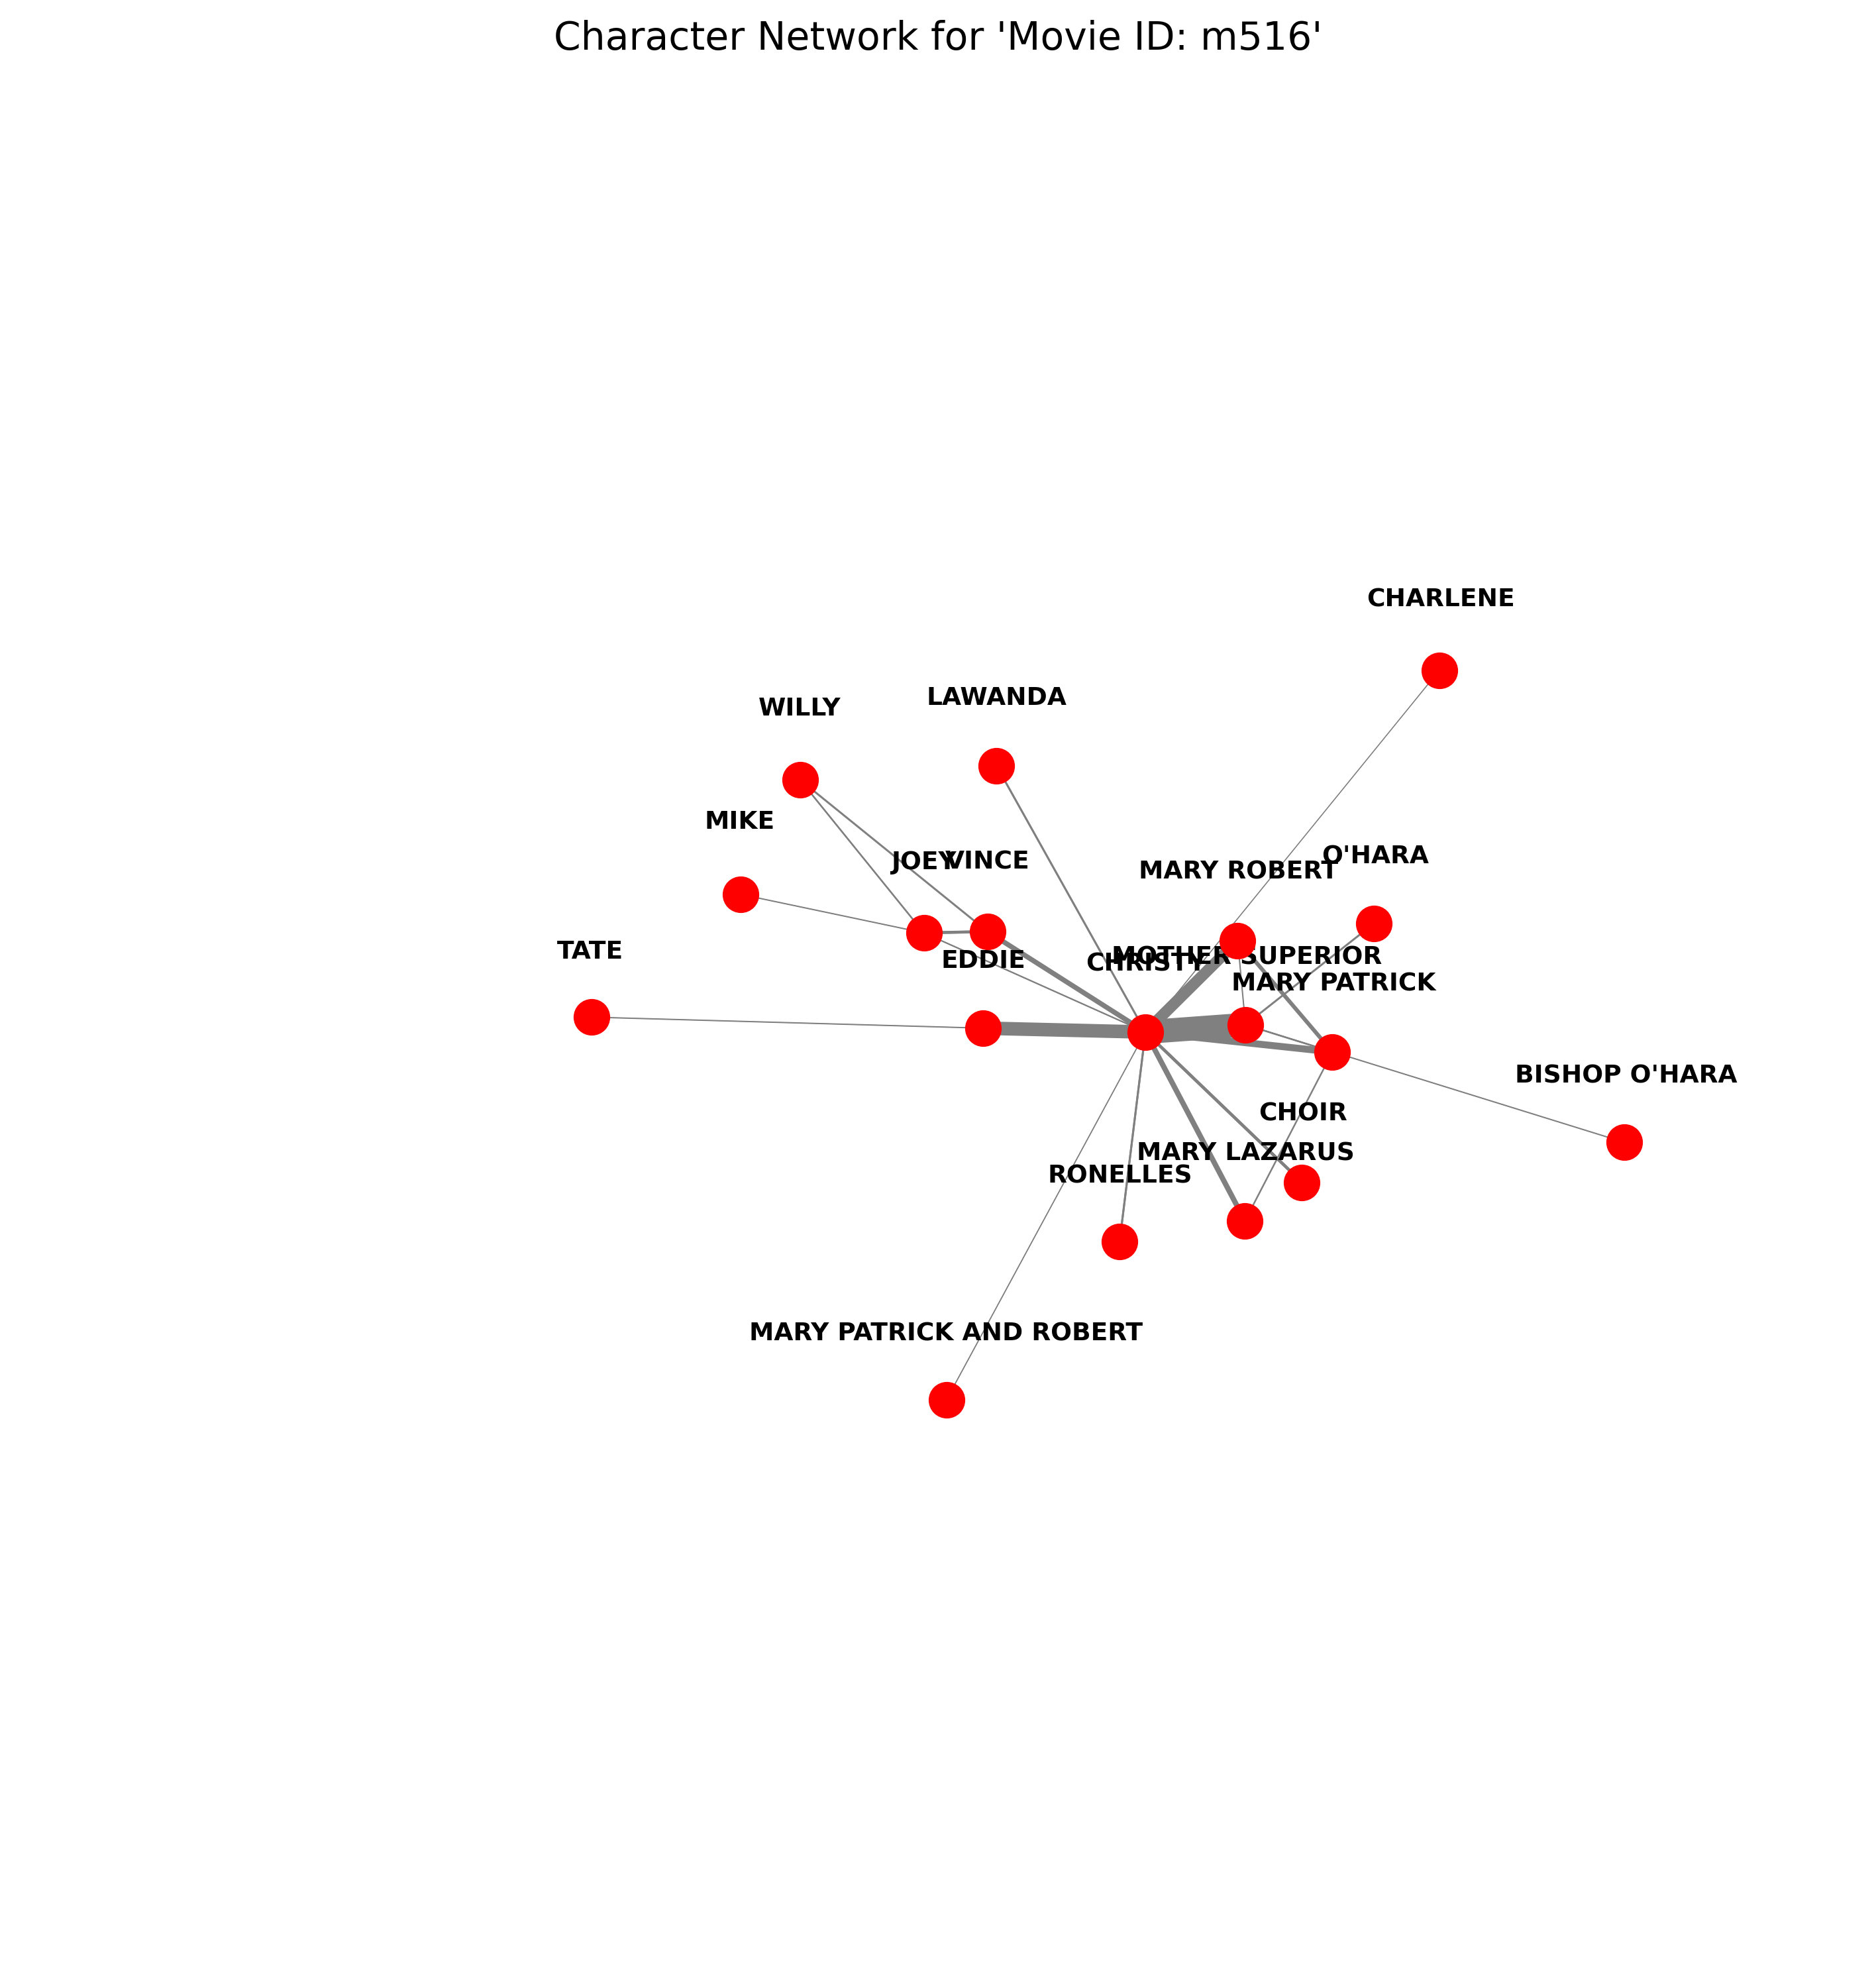 Character Network for 'Movie ID: m516'
CHARLENE
LAWANDA
WILLY
MIKE
O'HARA
JOEY
VINCE
MARY ROBERT
TATE
EDDIE
CHRISTY
MOTHER SUPERIOR
MARY PATRICK
BISHOP O'HARA
CHOIR
MARY LAZARUS
RONELLES
MARY PATRICK AND ROBERT